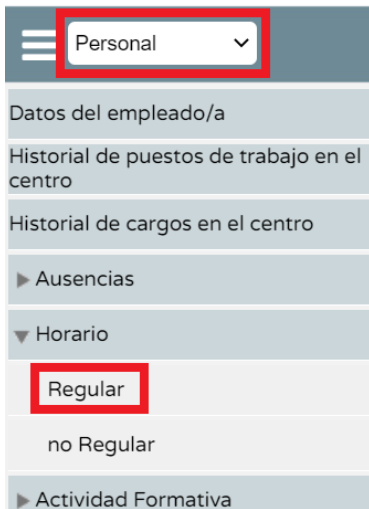 Personal
Datos del empleado/a
Historial de puestos de trabajo en el
centro
Historial de cargos en el centro
Ausencias
Horario
Regular
no Regular
Actividad Formativa